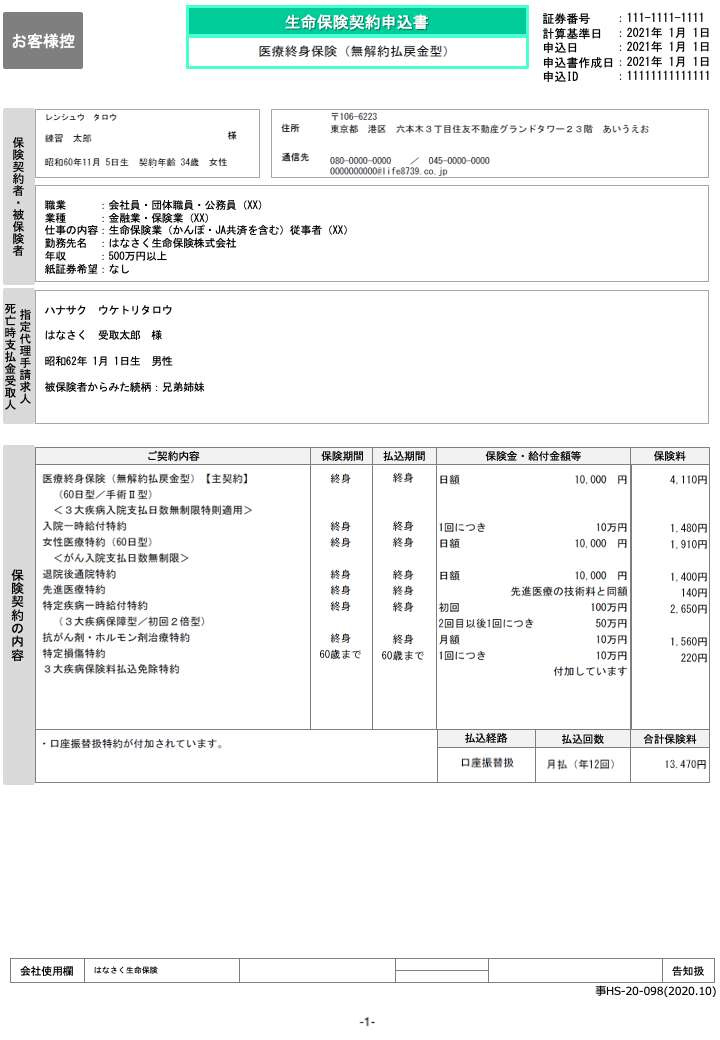 お客様控
生命保険契約申込書
医療終身保険（無解約払戻金型）
証券番号　：111-1111-1111
計算基準日　：2021年 1月 1日
申込日　：2021年 1月 1日
申込書作成日：2021年 1月 1日
申込ID　：11111111111111
保険契約者・被保険者
レンシュウ　タロウ
練習　太郎　様
昭和60年11月 5日生　契約年齢 34歳　女性
住所　〒106-6223
東京都　港区　六本木３丁目住友不動産グランドタワー２３階　あいうえお
通信先　080-0000-0000　／　045-0000-0000
0000000000@life8739.co.jp
職業　：会社員・団体職員・公務員（XX）
業種　：金融業・保険業（XX）
仕事の内容：生命保険業（かんぽ・JA共済を含む）従事者（XX）
勤務先名　：はなさく生命保険株式会社
年収　：500万円以上
紙証券希望：なし
死亡時支払金受取人
指定代理手請求人
ハナサク　ウケトリタロウ
はなさく　受取太郎　様
昭和62年 1月 1日生　男性
被保険者からみた続柄：兄弟姉妹
保険契約の内容
ご契約内容　保険期間　払込期間　保険金・給付金額等　保険料
医療終身保険（無解約払戻金型）【主契約】　終身　終身　日額　10,000　円　4,110円
（60日型／手術Ⅱ型）
＜３大疾病入院支払日数無制限特則適用＞
入院一時給付特約　終身　終身　1回につき　10万円　1,480円
女性医療特約（60日型）　終身　終身　日額　10,000　円　1,910円
＜がん入院支払日数無制限＞
退院後通院特約　終身　終身　日額　10,000　円　1,400円
先進医療特約　終身　終身　先進医療の技術料と同額　140円
特定疾病一時給付特約　終身　終身　初回　100万円　2,650円
（３大疾病保障型／初回２倍型）　2回目以後1回につき　50万円
抗がん剤・ホルモン剤治療特約　終身　終身　月額　10万円　1,560円
特定損傷特約　60歳まで　60歳まで　1回につき　10万円　220円
３大疾病保険料払込免除特約　付加しています
・口座振替扱特約が付加されています。
払込経路　払込回数　合計保険料
口座振替扱　月払（年12回）　13,470円
会社使用欄　はなさく生命保険　告知扱
事HS-20-098(2020.10)
-1-